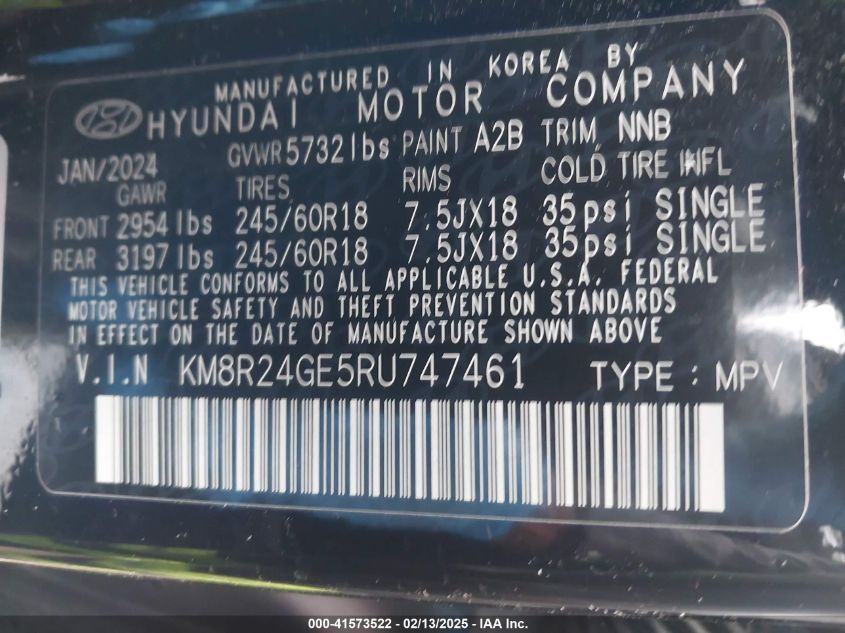 MANUFACTURED IN KOREA BY
HYUNDAI MOTOR COMPANY
JAN/2024 GVWR 5732 lbs PAINT A2B TRIM NNB
GAWR TIRES RIMS COLD TIRE INFL
FRONT 2954 lbs 245/60R18 7.5JX18 35psi SINGLE
REAR 3197 lbs 245/60R18 7.5JX18 35psi SINGLE
THIS VEHICLE CONFORMS TO ALL APPLICABLE U.S.A. FEDERAL
MOTOR VEHICLE SAFETY AND THEFT PREVENTION STANDARDS
IN EFFECT ON THE DATE OF MANUFACTURE SHOWN ABOVE
V.I.N KM8R24GE5RU747461 TYPE : MPV
000-41573522 - 02/13/2025 - IAA Inc.